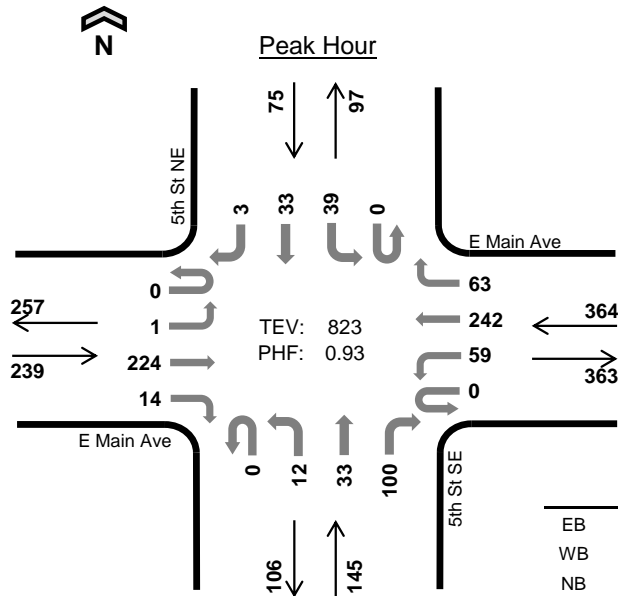 N
Peak Hour
75
97
5th St NE
3
33
39
0
E Main Ave
0
63
257
1
TEV: 823
242
364
239
224
PHF: 0.93
59
363
14
0
E Main Ave
0
12
33
100
5th St SE
106
145
EB
WB
NB